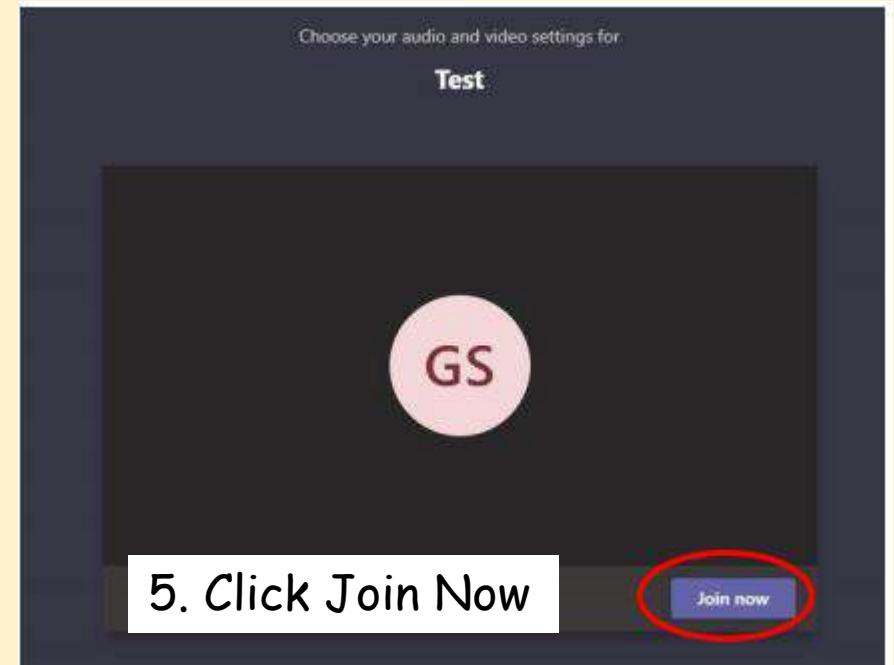 Choose your audio and video settings for
Test
GS
5. Click Join Now
Join now